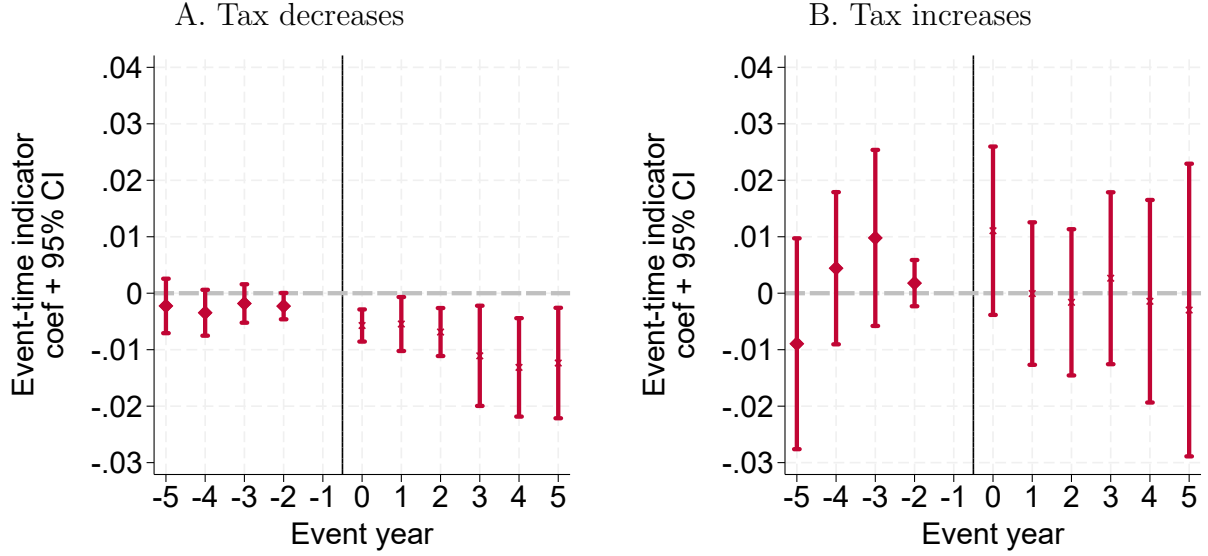 A. Tax decreases
.04
.03
.02
.01
0
-.01
-.02
-.03
Event-time indicator
coef + 95% CI
-5 -4 -3 -2 -1 0 1 2 3 4 5
Event year
B. Tax increases
.04
.03
.02
.01
0
-.01
-.02
-.03
Event-time indicator
coef + 95% CI
-5 -4 -3 -2 -1 0 1 2 3 4 5
Event year